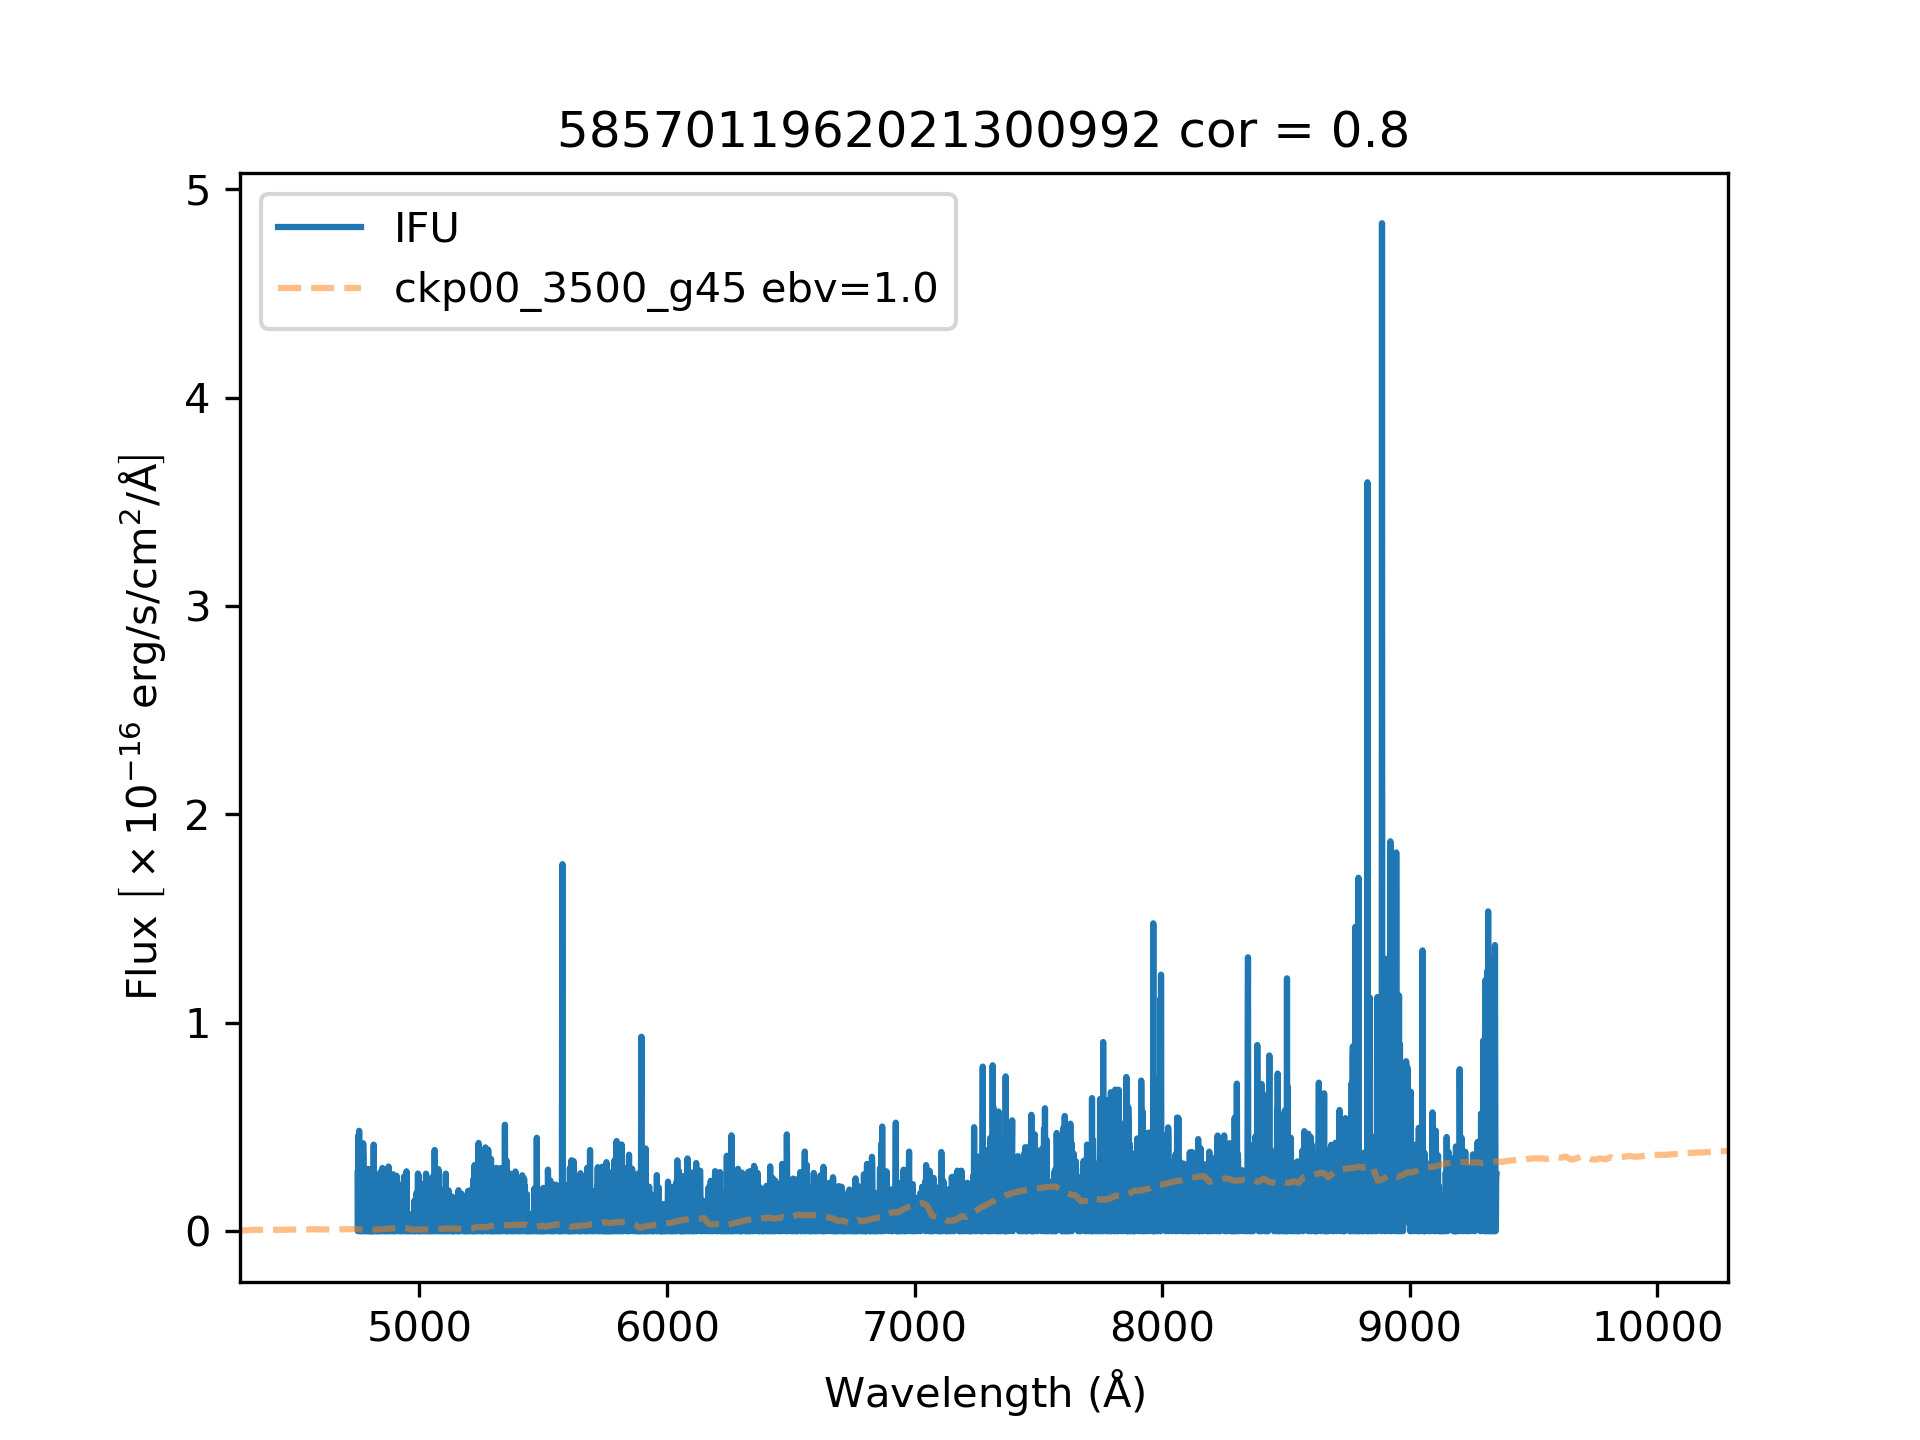 5857011962021300992 cor = 0.8
IFU
ckp00_3500_g45 ebv=1.0
Flux [×10⁻¹⁶ erg/s/cm²/Å]
5
4
3
2
1
0
5000 6000 7000 8000 9000 10000
Wavelength (Å)